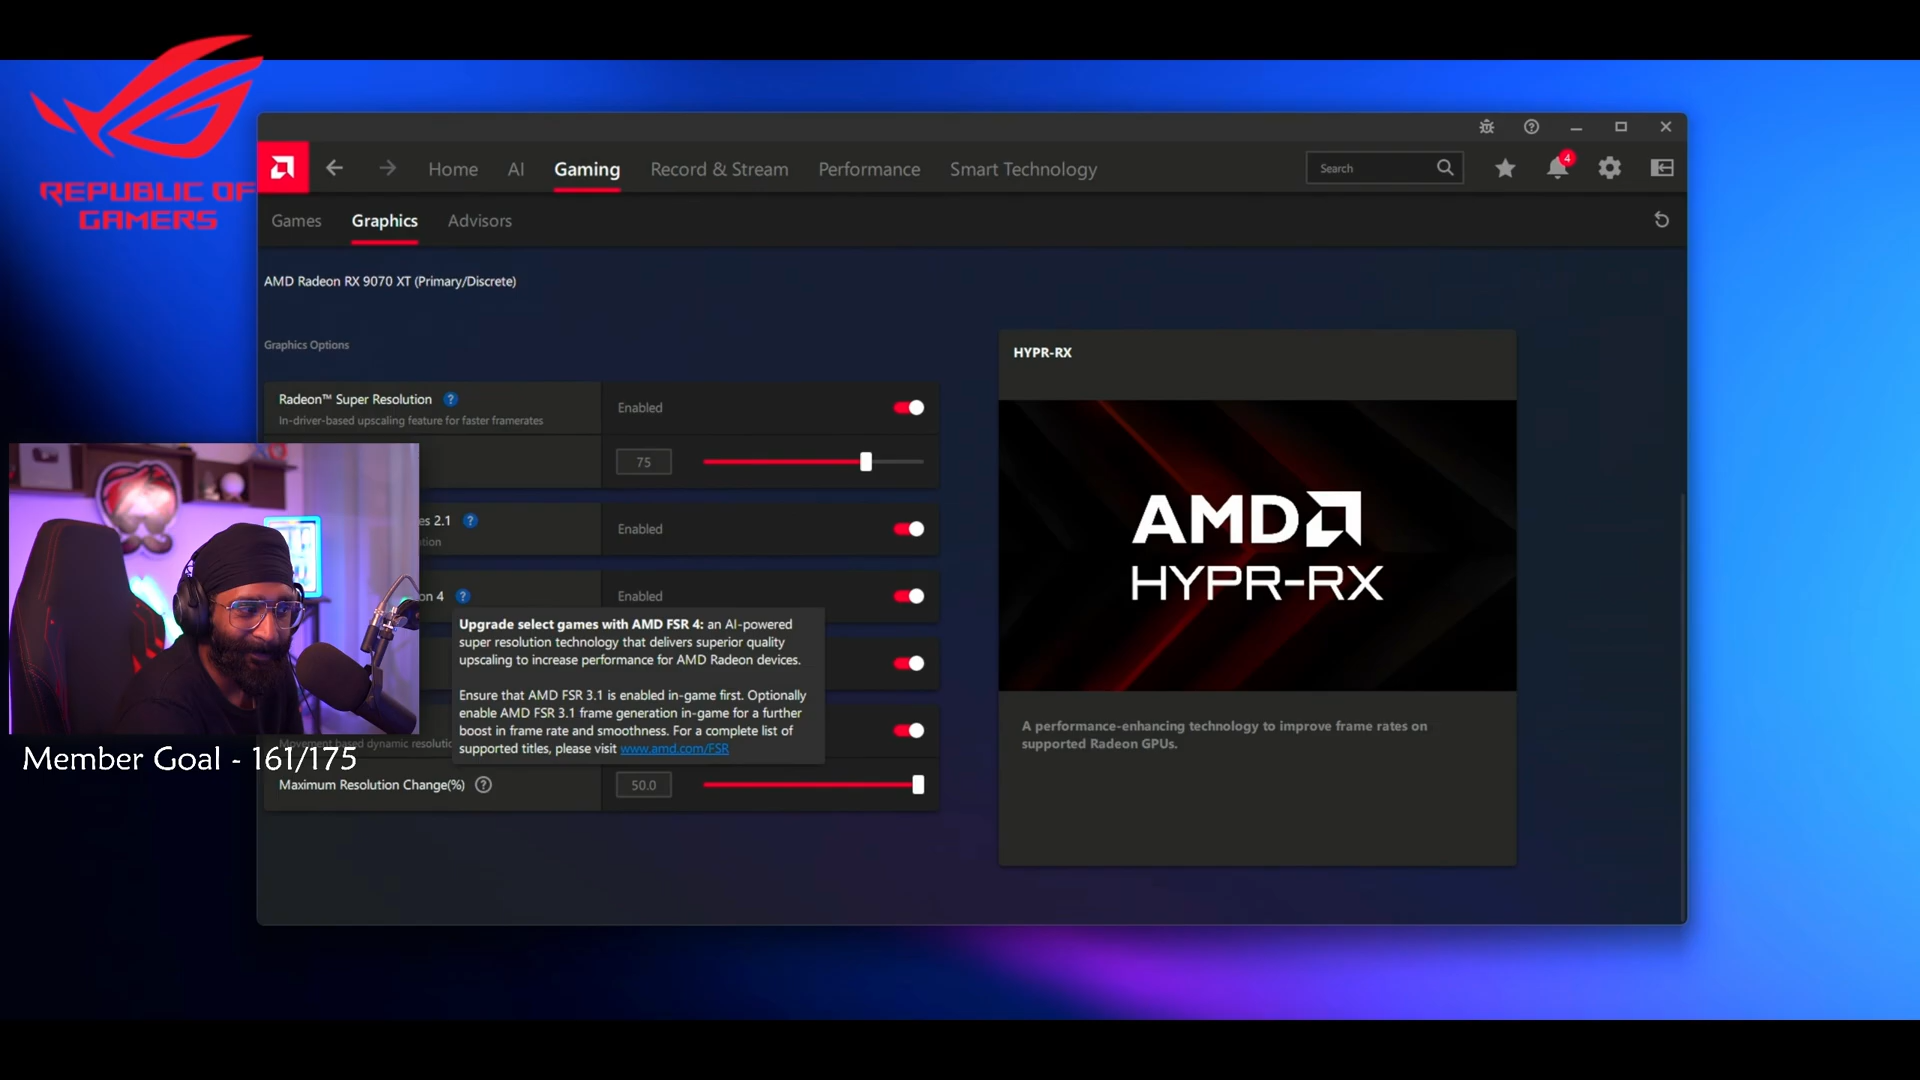 REPUBLIC OF
GAMERS
Home
AI
Gaming
Record & Stream
Performance
Smart Technology
Search
4
Games
Graphics
Advisors
AMD Radeon RX 9070 XT (Primary/Discrete)
Graphics Options
Radeon™ Super Resolution ?
In-driver-based upscaling feature for faster framerates
Enabled
75
es 2.1 ?
tion
Enabled
on 4 ?
Enabled
Upgrade select games with AMD FSR 4: an AI-powered
super resolution technology that delivers superior quality
upscaling to increase performance for AMD Radeon devices.
Ensure that AMD FSR 3.1 is enabled in-game first. Optionally
enable AMD FSR 3.1 frame generation in-game for a further
boost in frame rate and smoothness. For a complete list of
supported titles, please visit www.amd.com/FSR
Movement based dynamic resolutio
Member Goal - 161/175
Maximum Resolution Change(%) ?
50.0
HYPR-RX
AMD
HYPR-RX
A performance-enhancing technology to improve frame rates on
supported Radeon GPUs.